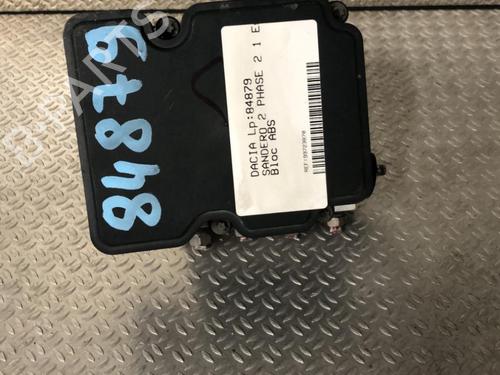 84879
DACIA Lp:84879
SANDERO 2 PHASE 2 1 E
Bloc ABS